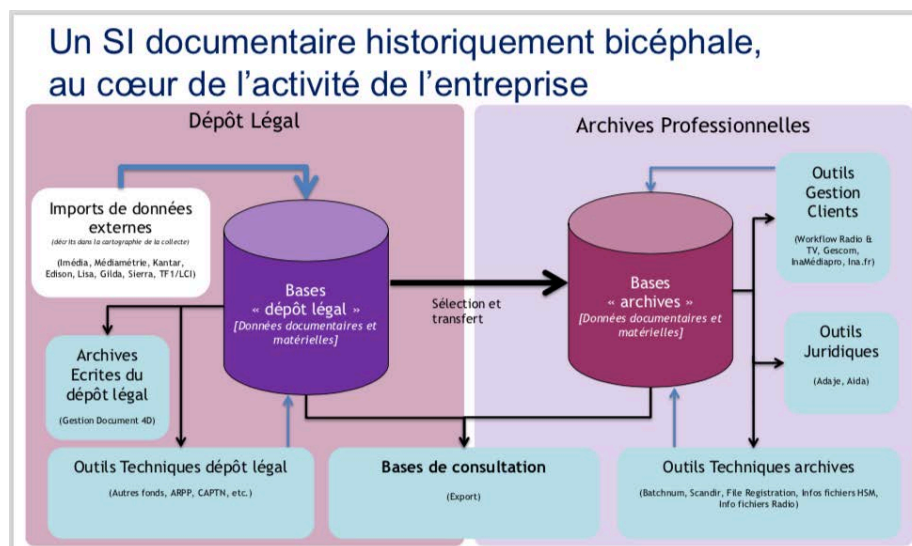 Un SI documentaire historiquement bicéphale,
au cœur de l’activité de l’entreprise
Dépôt Légal
Imports de données
externes
(décrits dans la cartographie de la collecte)
(Imédia, Médiamétrie, Kantar,
Edison, Lisa, Gilda, Sierra, TF1/LCI)
Bases
« dépôt légal »
[Données documentaires et
matérielles]
Archives
Ecrites du
dépôt légal
(Gestion Document 4D)
Outils Techniques dépôt légal
(Autres fonds, ARPP, CAPTN, etc.)
Sélection et
transfert
Bases de consultation
(Export)
Archives Professionnelles
Bases
« archives »
[Données documentaires et
matérielles]
Outils
Gestion
Clients
(Workflow Radio &
TV, Gescom,
InaMédiapro, Ina.fr)
Outils
Juridiques
(Adaje, Aida)
Outils Techniques archives
(Batchnum, Scandir, File Registration, Infos fichiers HSM,
Info fichiers Radio)